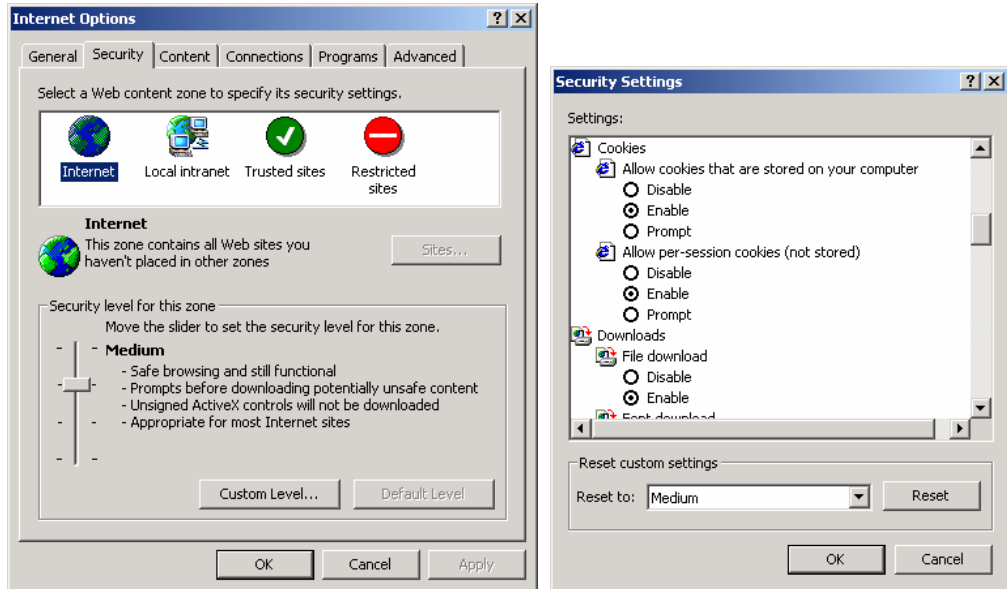 Internet Options
General Security Content Connections Programs Advanced
Select a Web content zone to specify its security settings.
Internet Local intranet Trusted sites Restricted
sites
Internet
This zone contains all Web sites you
haven't placed in other zones
Sites...
Security level for this zone
Move the slider to set the security level for this zone.
Medium
- Safe browsing and still functional
- Prompts before downloading potentially unsafe content
- Unsigned ActiveX controls will not be downloaded
- Appropriate for most Internet sites
Custom Level... Default Level
OK Cancel Apply
Security Settings
Settings:
Cookies
Allow cookies that are stored on your computer
Disable
Enable
Prompt
Allow per-session cookies (not stored)
Disable
Enable
Prompt
Downloads
File download
Disable
Enable
Font download
Reset custom settings
Reset to: Medium Reset
OK Cancel